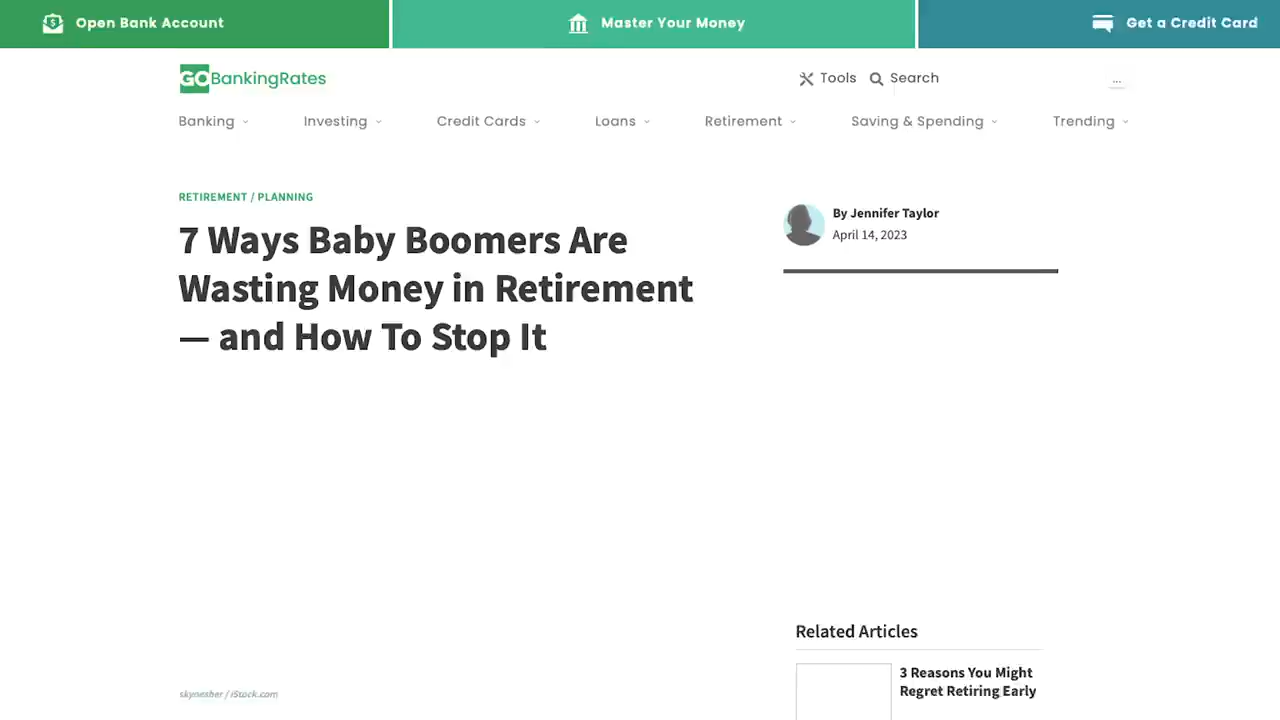 Open Bank Account
Master Your Money
Get a Credit Card
GOBankingRates
Tools
Search
...
Banking
Investing
Credit Cards
Loans
Retirement
Saving & Spending
Trending
RETIREMENT / PLANNING
7 Ways Baby Boomers Are
Wasting Money in Retirement
— and How To Stop It
By Jennifer Taylor
April 14, 2023
skynesher / iStock.com
Related Articles
3 Reasons You Might
Regret Retiring Early